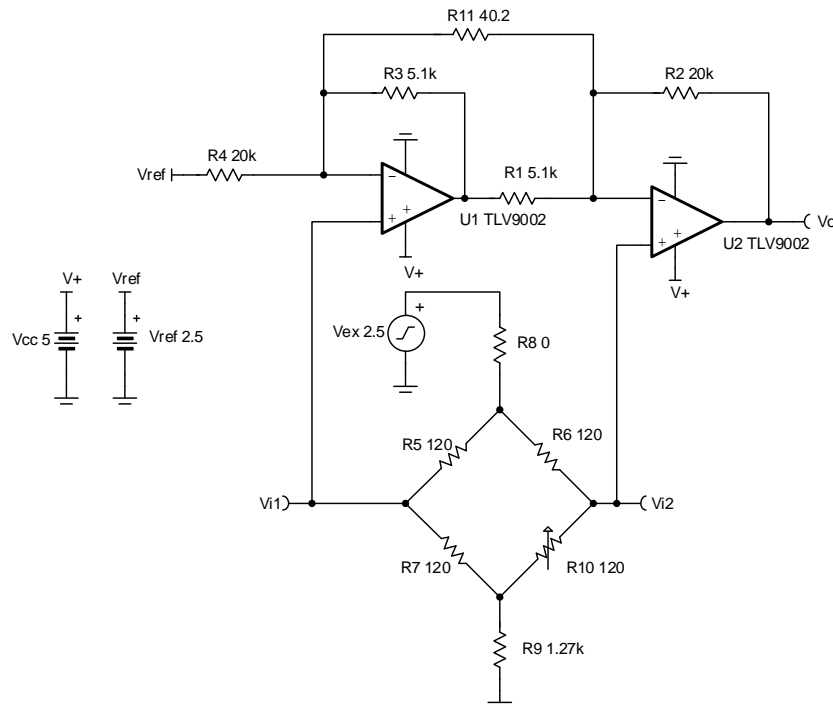 R11 40.2
R3 5.1k
R2 20k
R4 20k
Vref
R1 5.1k
U1 TLV9002
Vo
U2 TLV9002
V+
V+
V+
Vref
Vcc 5
Vref 2.5
Vex 2.5
R8 0
R5 120
R6 120
Vi1
Vi2
R7 120
R10 120
R9 1.27k